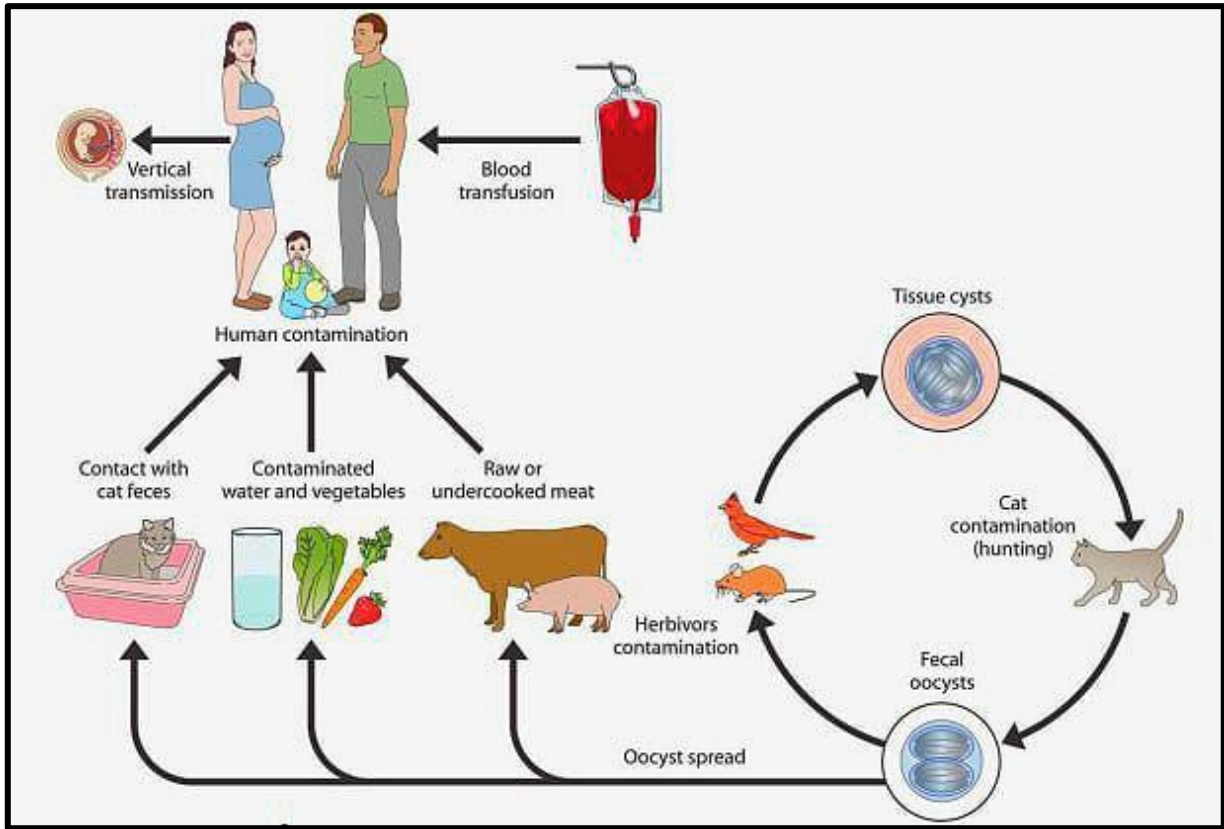 Vertical
transmission
Blood
transfusion
Human contamination
Contact with
cat feces
Contaminated
water and vegetables
Raw or
undercooked meat
Tissue cysts
Cat
contamination
(hunting)
Herbivors
contamination
Fecal
oocysts
Oocyst spread